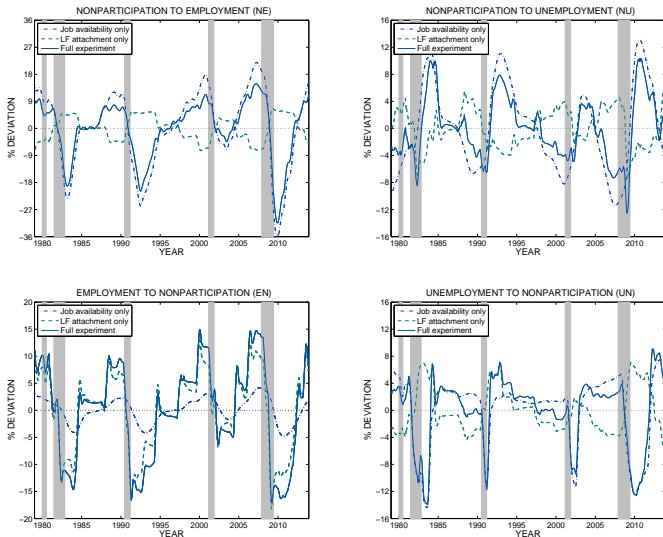 NONPARTICIPATION TO EMPLOYMENT (NE)
36
27
18
9
0
−9
−18
−27
−36
% DEVIATION
Job availability only
LF attachment only
Full experiment
1980 1985 1990 1995 2000 2005 2010
YEAR
NONPARTICIPATION TO UNEMPLOYMENT (NU)
16
12
8
4
0
−4
−8
−12
−16
% DEVIATION
Job availability only
LF attachment only
Full experiment
1980 1985 1990 1995 2000 2005 2010
YEAR
EMPLOYMENT TO NONPARTICIPATION (EN)
20
15
10
5
0
−5
−10
−15
−20
% DEVIATION
Job availability only
LF attachment only
Full experiment
1980 1985 1990 1995 2000 2005 2010
YEAR
UNEMPLOYMENT TO NONPARTICIPATION (UN)
16
12
8
4
0
−4
−8
−12
−16
% DEVIATION
Job availability only
LF attachment only
Full experiment
1980 1985 1990 1995 2000 2005 2010
YEAR